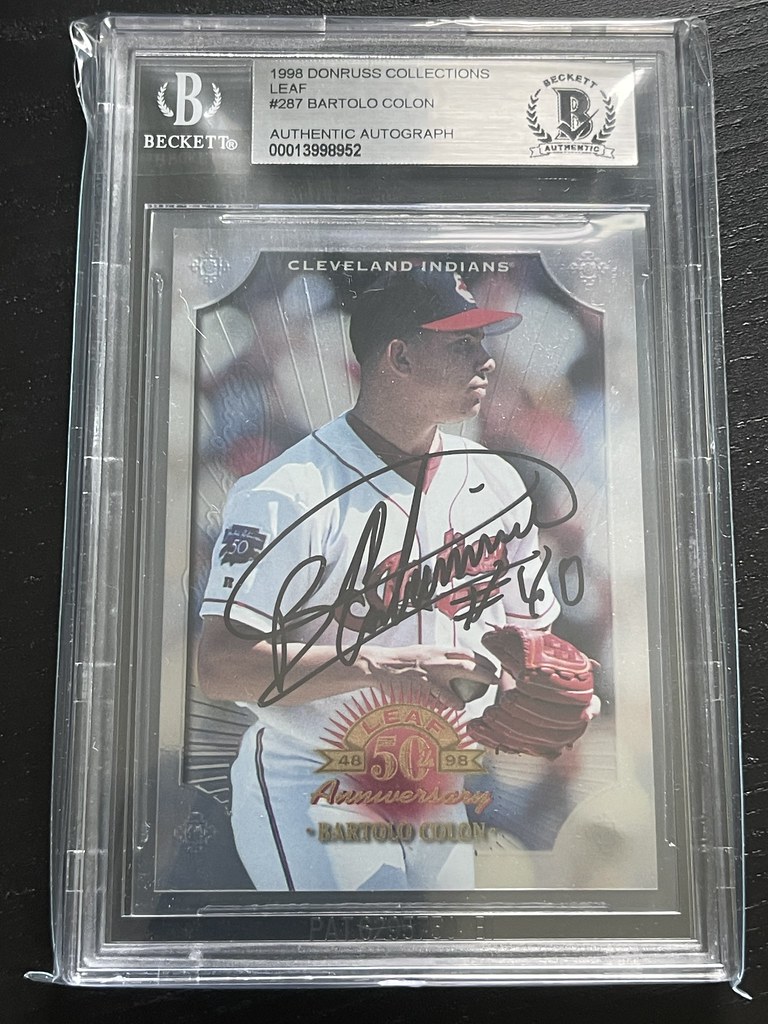 1998 DONRUSS COLLECTIONS
LEAF
#287 BARTOLO COLON
AUTHENTIC AUTOGRAPH
00013998952
B
BECKETT®
BECKETT
B
AUTHENTIC
CLEVELAND INDIANS
50
R
#40
LEAF
48 50th 98
Anniversary
·BARTOLO COLON·